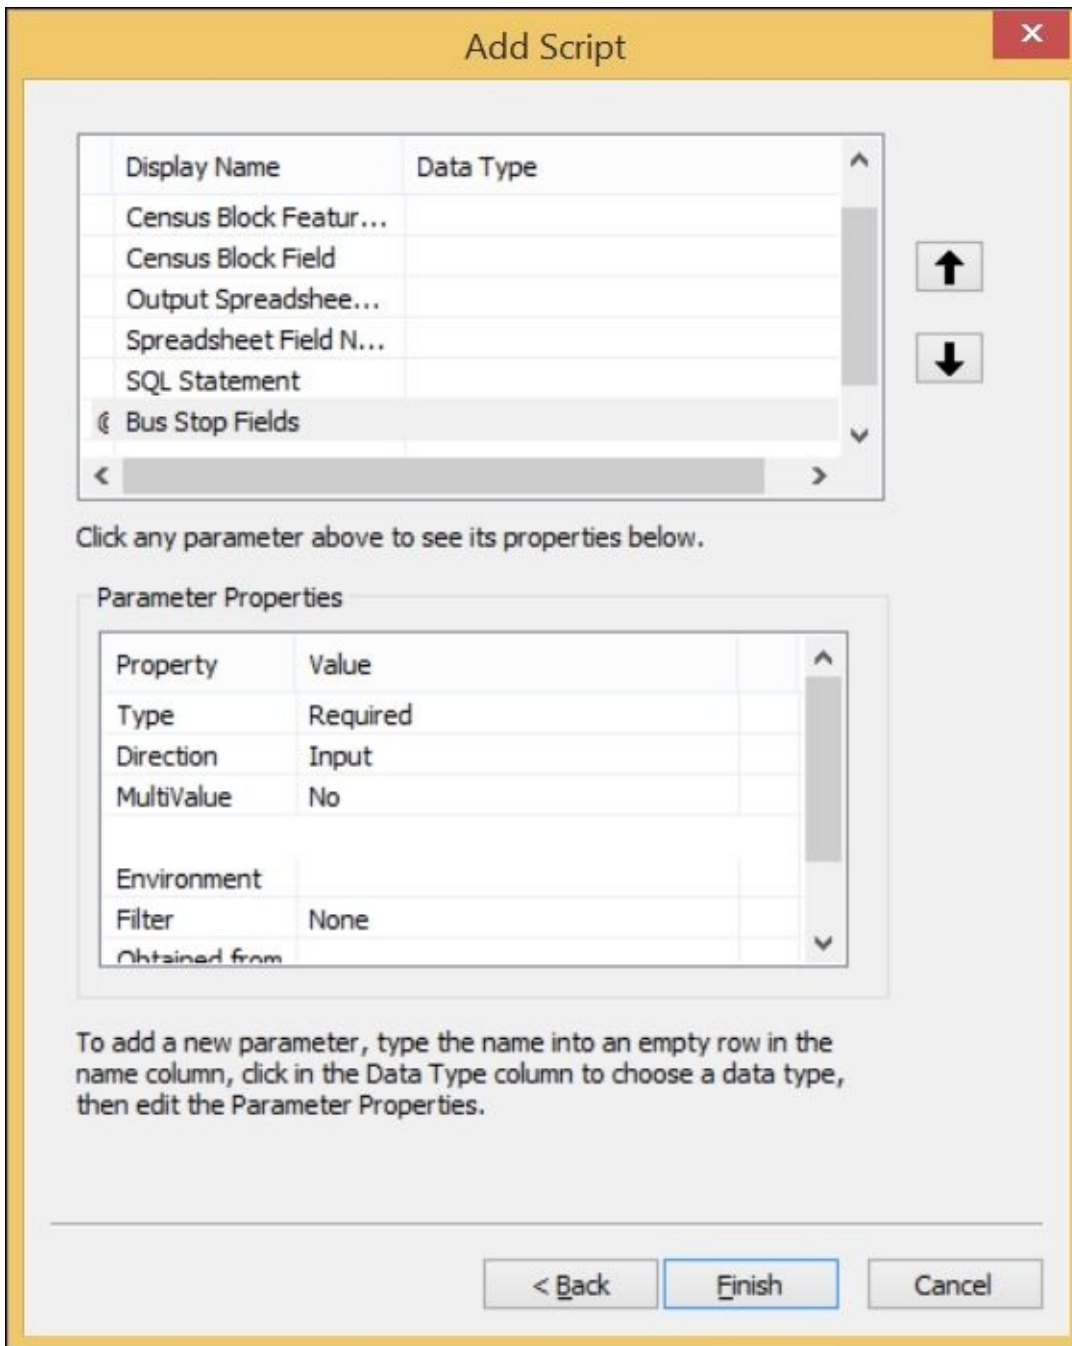 Add Script
Display Name Data Type
Census Block Featur...
Census Block Field
Output Spreadshee...
Spreadsheet Field N...
SQL Statement
Bus Stop Fields
Click any parameter above to see its properties below.
Parameter Properties
Property Value
Type Required
Direction Input
MultiValue No
Environment
Filter None
Obtained from
To add a new parameter, type the name into an empty row in the
name column, click in the Data Type column to choose a data type,
then edit the Parameter Properties.
< Back Finish Cancel